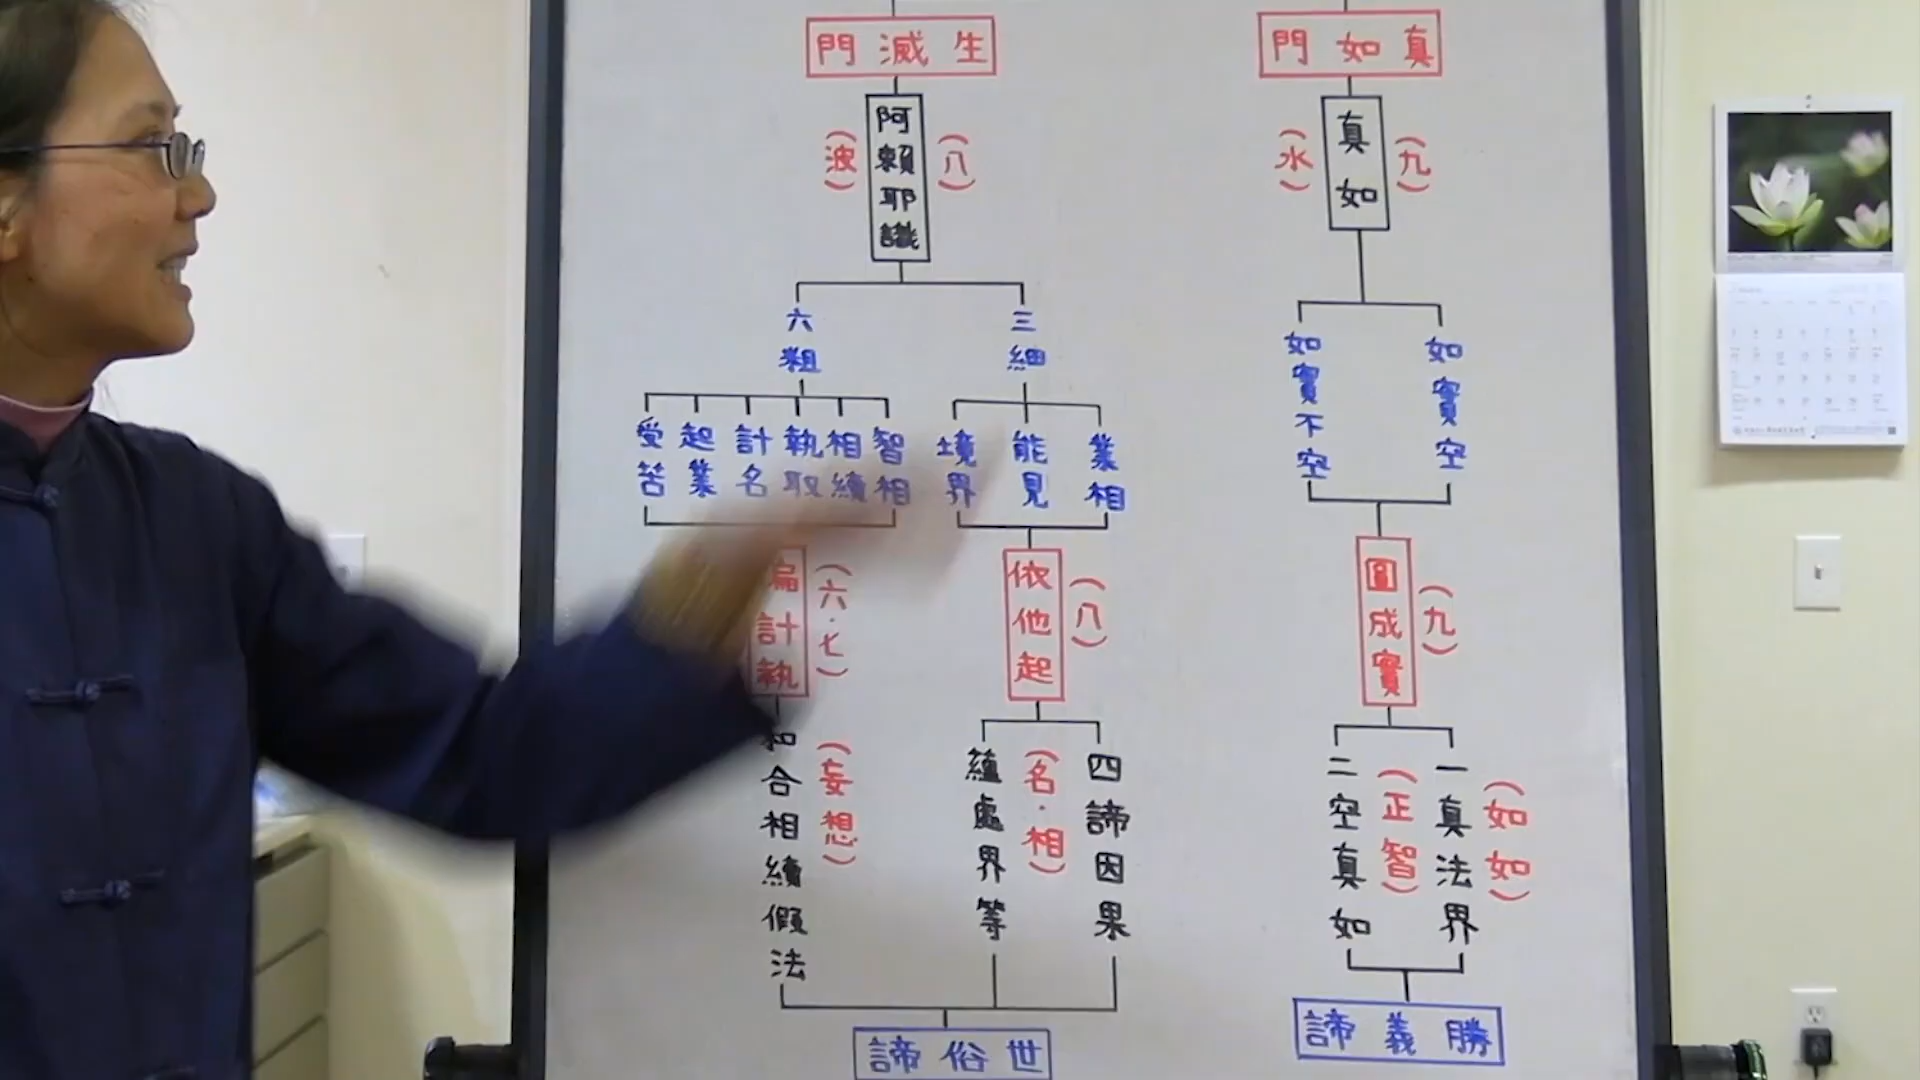 真如門
生滅門
真如
(九)
(水)
阿賴耶識
(八)
(波)
如實空
如實不空
三細
六粗
業相
能見
境界
智相
相續
執取
計名
起業
受苦
圓成實
(九)
依他起
(八)
徧計執
(六·七)
一真法界
(如如)
二空真如
(正智)
四諦因果
(名·相)
蘊處界等
(妄想)
和合相續假法
勝義諦
世俗諦